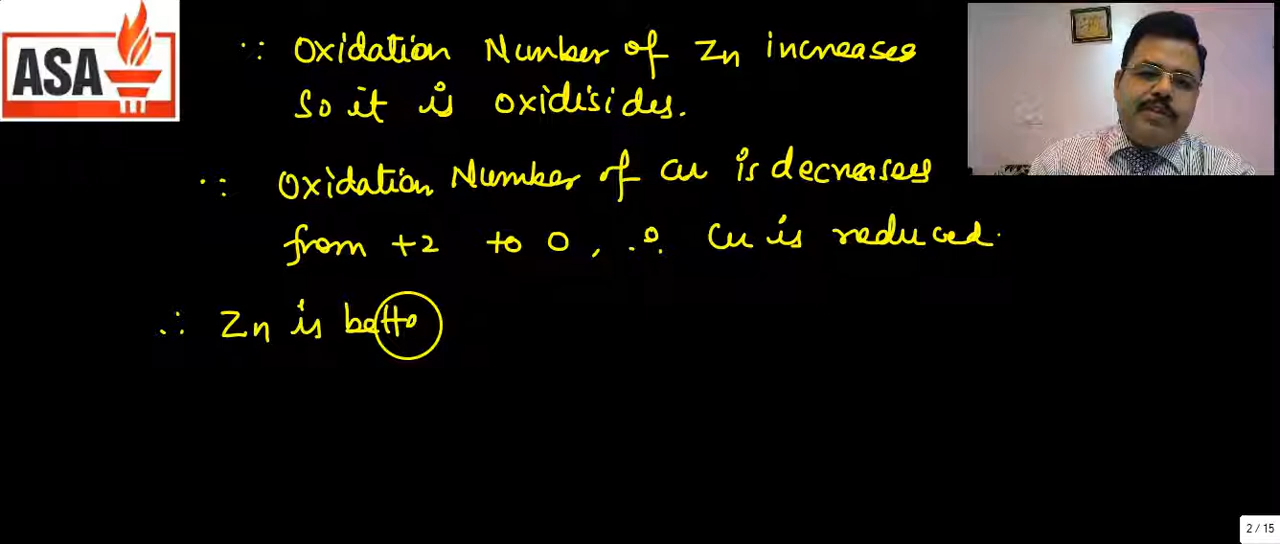 ASA
∵ Oxidation Number of Zn increases
So it is oxidisides.
∵ Oxidation Number of Cu is decreases
from +2 to 0, ∴ Cu is reduced.
∴ Zn is bette
2 / 15